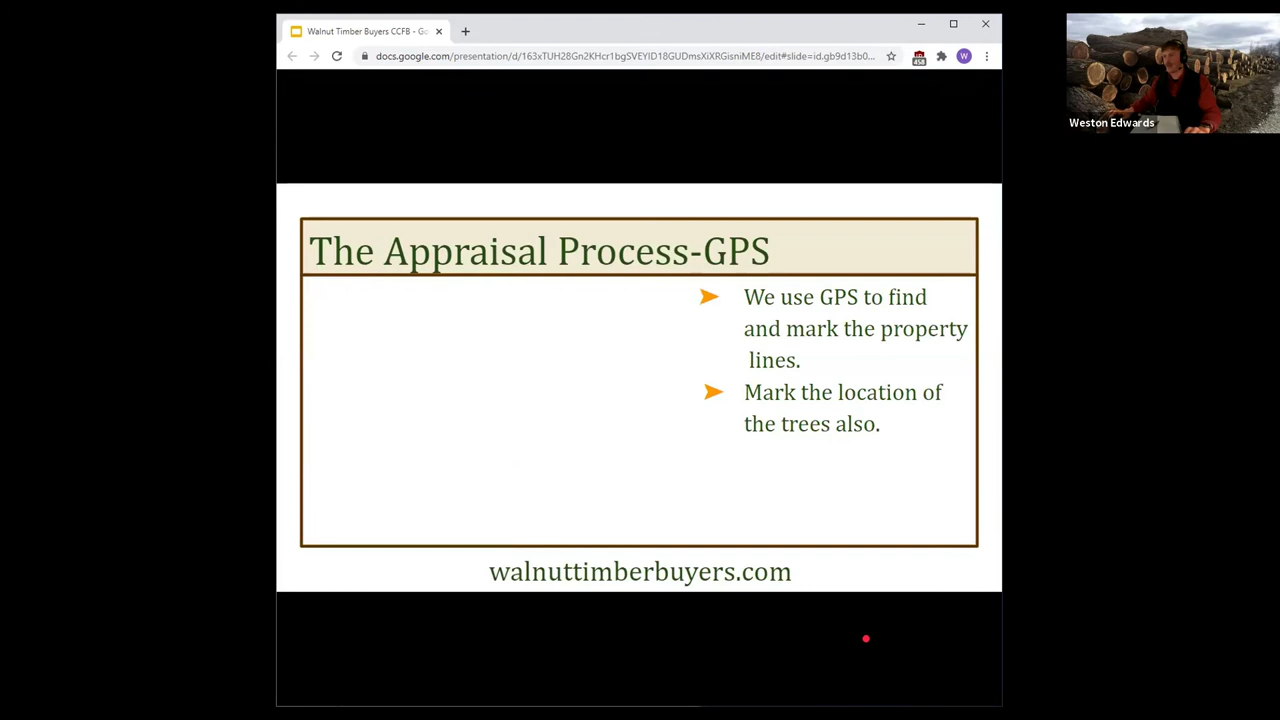 Walnut Timber Buyers CCFB - Go
docs.google.com/presentation/d/163xTUH28Gn2KHcr1bgSVEYID18GUDmsXiXRGisniME8/edit#slide=id.gb9d13b0...
458
W
Weston Edwards
The Appraisal Process-GPS
➤ We use GPS to find
and mark the property
lines.
➤ Mark the location of
the trees also.
walnuttimberbuyers.com